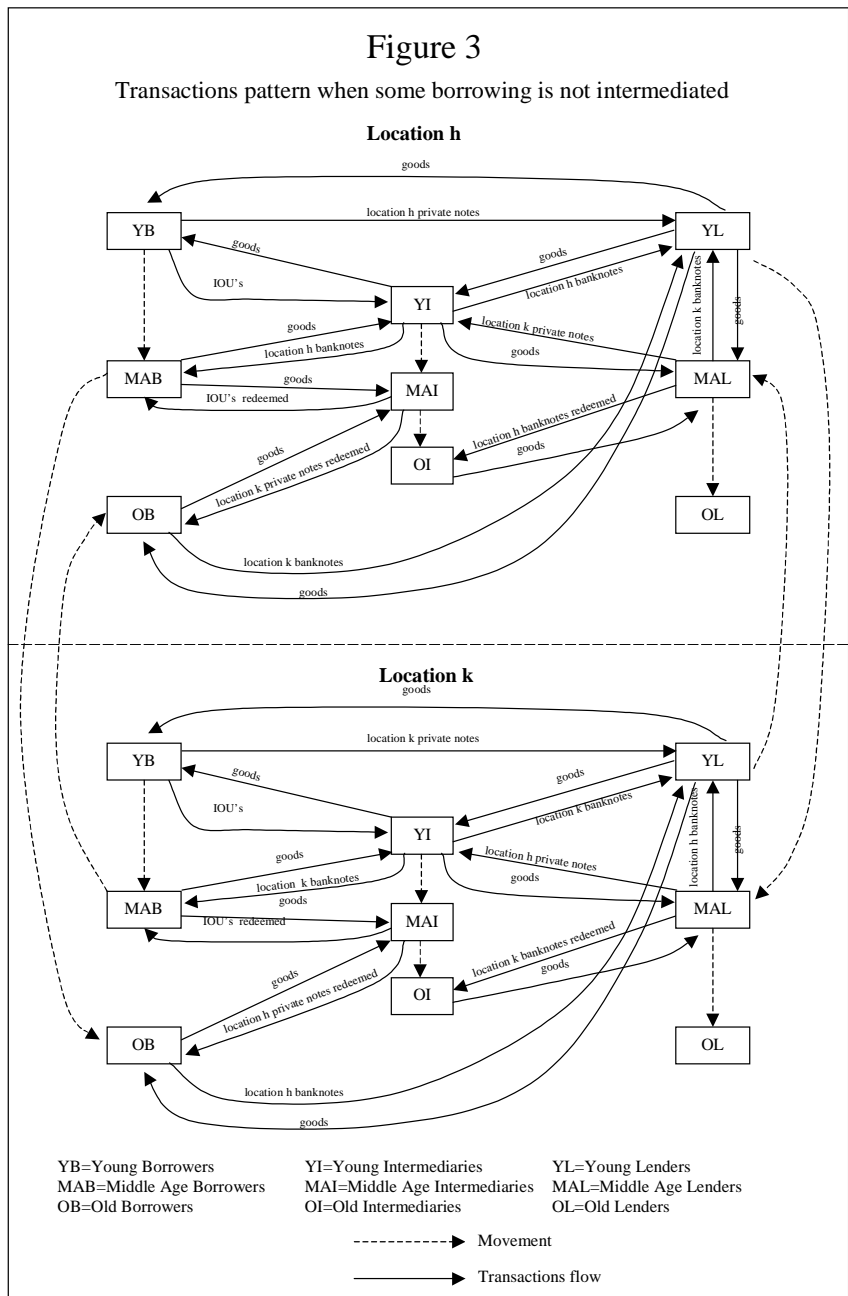 Figure 3
Transactions pattern when some borrowing is not intermediated
Location h
goods
YB
location h private notes
YL
goods
goods
IOU's
location h banknotes
YI
location k banknotes
goods
goods
location k private notes
location h banknotes
goods
MAB
goods
MAL
IOU's redeemed
MAI
location h banknotes redeemed
goods
goods
OI
location k private notes redeemed
OB
OL
location k banknotes
goods
Location k
goods
YB
location k private notes
YL
goods
goods
IOU's
location k banknotes
YI
location h banknotes
goods
goods
location h private notes
location k banknotes
goods
MAB
goods
MAL
IOU's redeemed
MAI
location k banknotes redeemed
goods
goods
OI
location h private notes redeemed
OB
OL
location h banknotes
goods
YB=Young Borrowers YI=Young Intermediaries YL=Young Lenders
MAB=Middle Age Borrowers MAI=Middle Age Intermediaries MAL=Middle Age Lenders
OB=Old Borrowers OI=Old Intermediaries OL=Old Lenders
Movement
Transactions flow